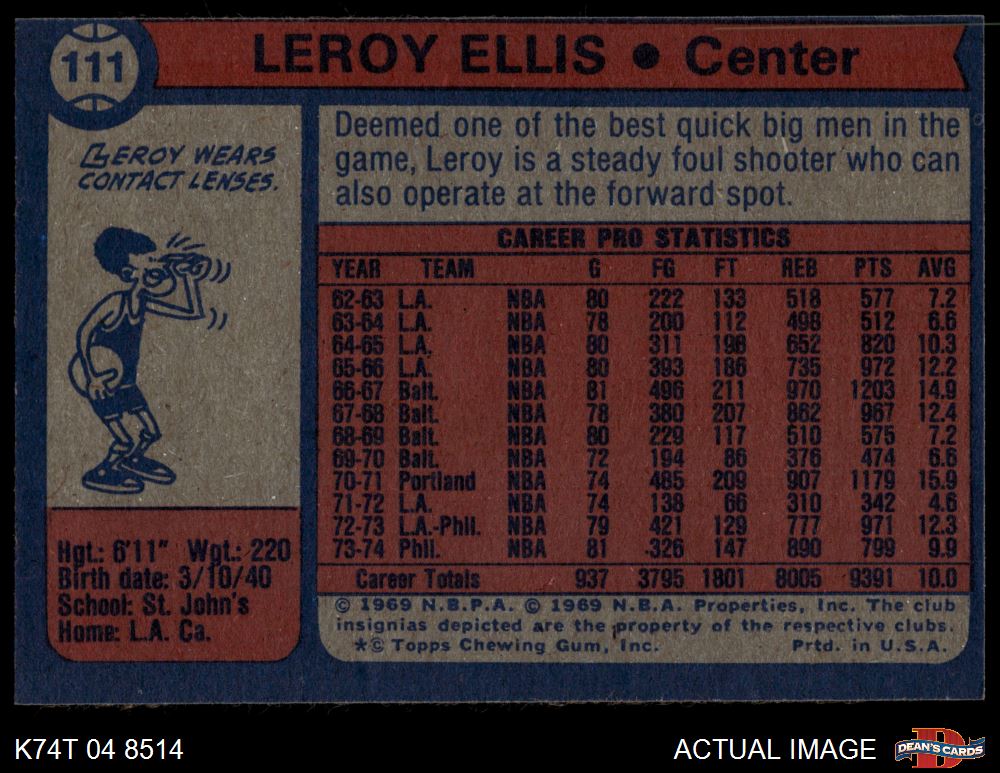 111
LEROY ELLIS • Center
LEROY WEARS
CONTACT LENSES.
Deemed one of the best quick big men in the
game, Leroy is a steady foul shooter who can
also operate at the forward spot.
CAREER PRO STATISTICS
YEAR TEAM G FG FT REB PTS AVG
62-63 L.A. NBA 80 222 133 518 577 7.2
63-64 L.A. NBA 78 200 112 498 512 6.6
64-65 L.A. NBA 80 311 198 652 820 10.3
65-66 L.A. NBA 80 393 186 735 972 12.2
66-67 Balt. NBA 81 496 211 970 1203 14.9
67-68 Balt. NBA 78 380 207 862 967 12.4
68-69 Balt. NBA 80 229 117 510 575 7.2
69-70 Balt. NBA 72 194 86 376 474 6.6
70-71 Portland NBA 74 485 209 907 1179 15.9
71-72 L.A. NBA 74 138 66 310 342 4.6
72-73 L.A.-Phil. NBA 79 421 129 777 971 12.3
73-74 Phil. NBA 81 326 147 890 799 9.9
Career Totals 937 3795 1801 8005 9391 10.0
Hgt.: 6'11" Wgt.: 220
Birth date: 3/10/40
School: St. John's
Home: L.A. Ca.
© 1969 N.B.P.A. © 1969 N.B.A. Properties, Inc. The club
insignias depicted are the property of the respective clubs.
*© Topps Chewing Gum, Inc. Prtd. in U.S.A.
K74T 04 8514
ACTUAL IMAGE
D
DEAN'S CARDS